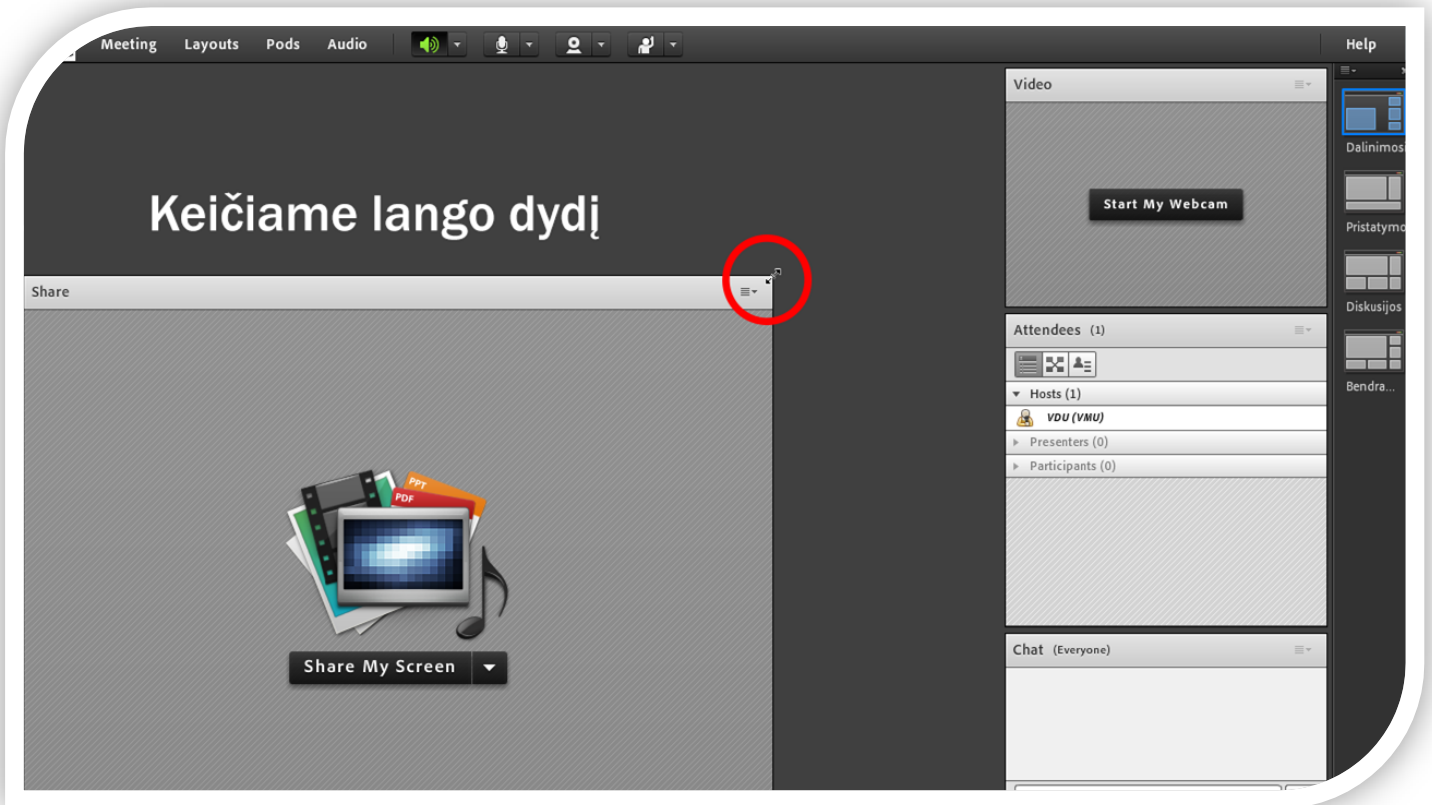 Meeting Layouts Pods Audio Help
Keičiame lango dydį
Share
PPT
PDF
Share My Screen
Video
Start My Webcam
Attendees (1)
Hosts (1)
VDU (VMU)
Presenters (0)
Participants (0)
Chat (Everyone)
Dalinimosi
Pristatymo
Diskusijos
Bendra...